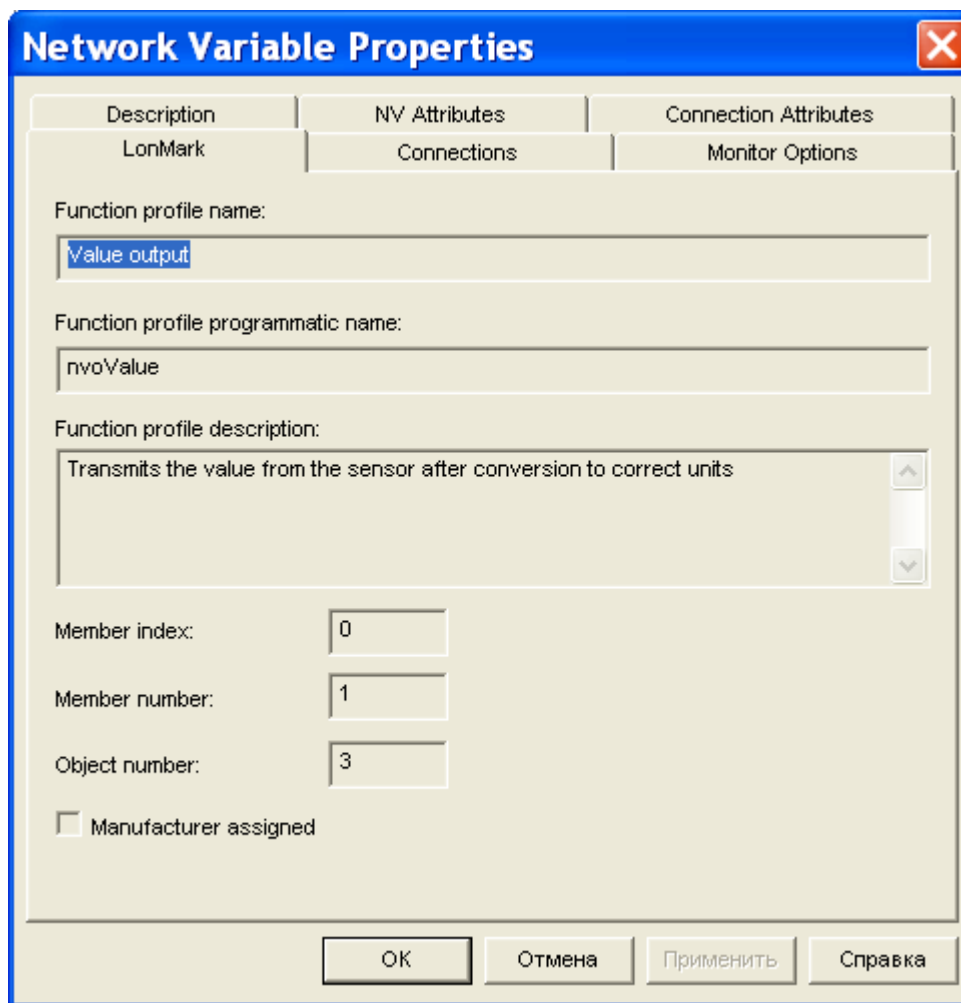 Network Variable Properties
Description NV Attributes Connection Attributes
LonMark Connections Monitor Options
Function profile name:
Value output
Function profile programmatic name:
nvoValue
Function profile description:
Transmits the value from the sensor after conversion to correct units
Member index: 0
Member number: 1
Object number: 3
Manufacturer assigned
OK Отмена Применить Справка